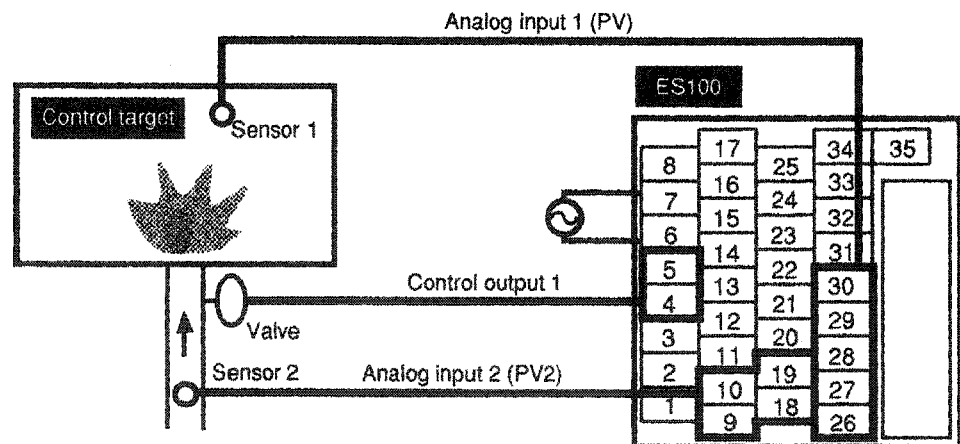 Analog input 1 (PV)
ES100
Control target
Sensor 1
17 34 35
8 25
16 33
7 24
15 32
6 23
14 31
5 22
Control output 1
13 30
4 21
12 29
Valve
3 20
11 28
Sensor 2
Analog input 2 (PV2)
2 19
10 27
1 18
9 26